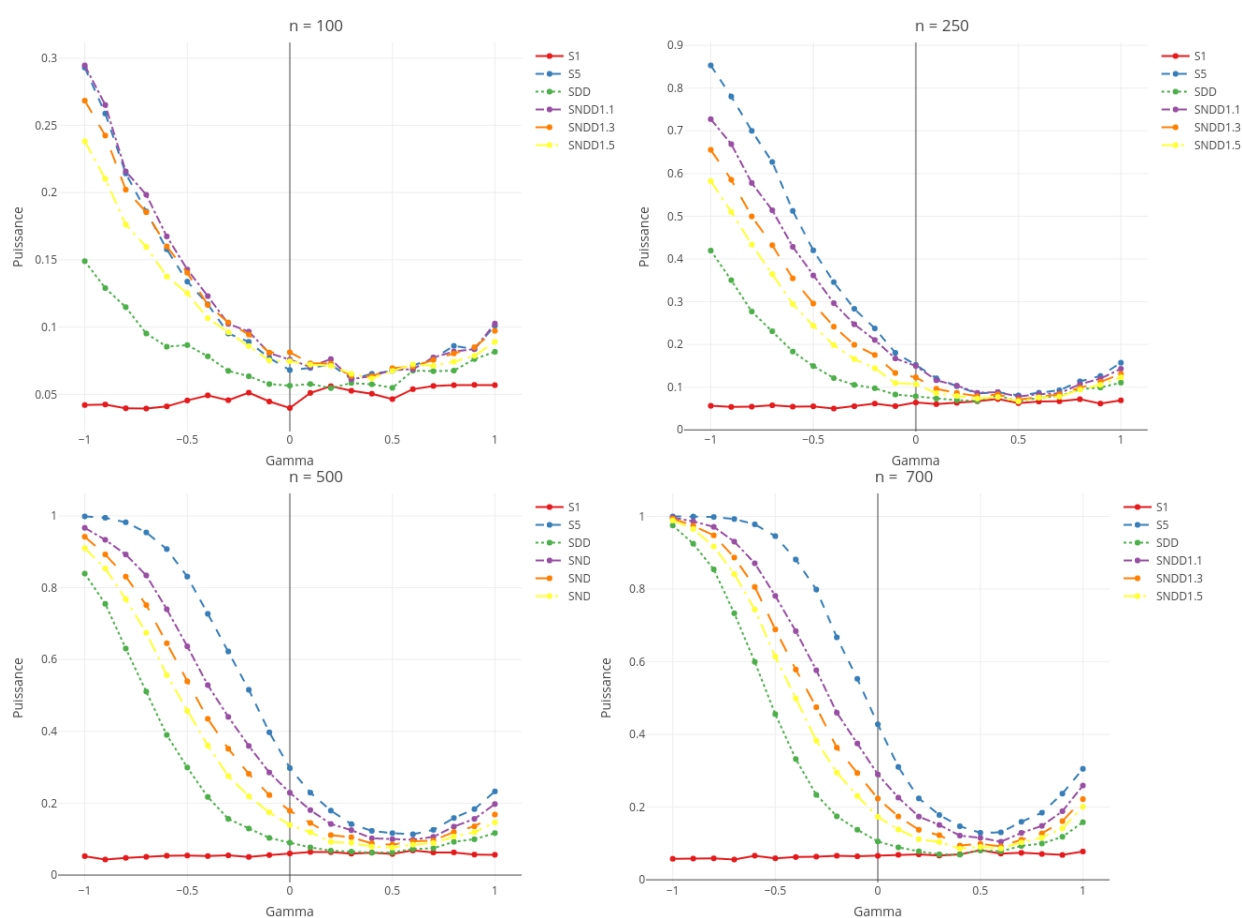 n = 100
0.3
0.25
0.2
0.15
0.1
0.05
−1
−0.5
0
0.5
1
Gamma
Puissance
S1
S5
SDD
SNDD1.1
SNDD1.3
SNDD1.5
n = 250
0.9
0.8
0.7
0.6
0.5
0.4
0.3
0.2
0.1
0
−1
−0.5
0
0.5
1
Gamma
Puissance
S1
S5
SDD
SNDD1.1
SNDD1.3
SNDD1.5
n = 500
1
0.8
0.6
0.4
0.2
0
−1
−0.5
0
0.5
1
Gamma
Puissance
S1
S5
SDD
SND
SND
SND
n = 700
1
0.8
0.6
0.4
0.2
0
−1
−0.5
0
0.5
1
Gamma
Puissance
S1
S5
SDD
SNDD1.1
SNDD1.3
SNDD1.5